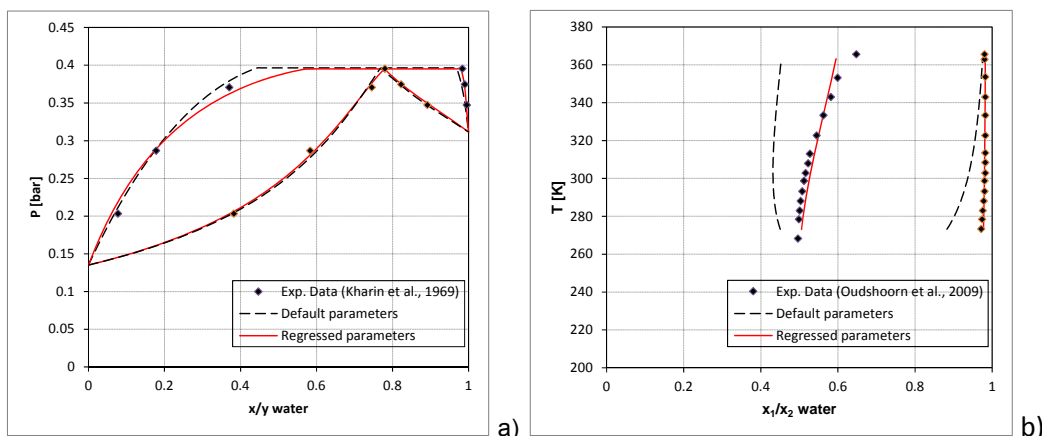 0.45
0.4
0.35
0.3
0.25
0.2
0.15
0.1
0.05
0
P [bar]
0
0.2
0.4
0.6
0.8
1
x/y water
Exp. Data (Kharin et al., 1969)
Default parameters
Regressed parameters
a)
380
360
340
320
300
280
260
240
220
200
T [K]
0
0.2
0.4
0.6
0.8
1
x₁/x₂ water
Exp. Data (Oudshoorn et al., 2009)
Default parameters
Regressed parameters
b)